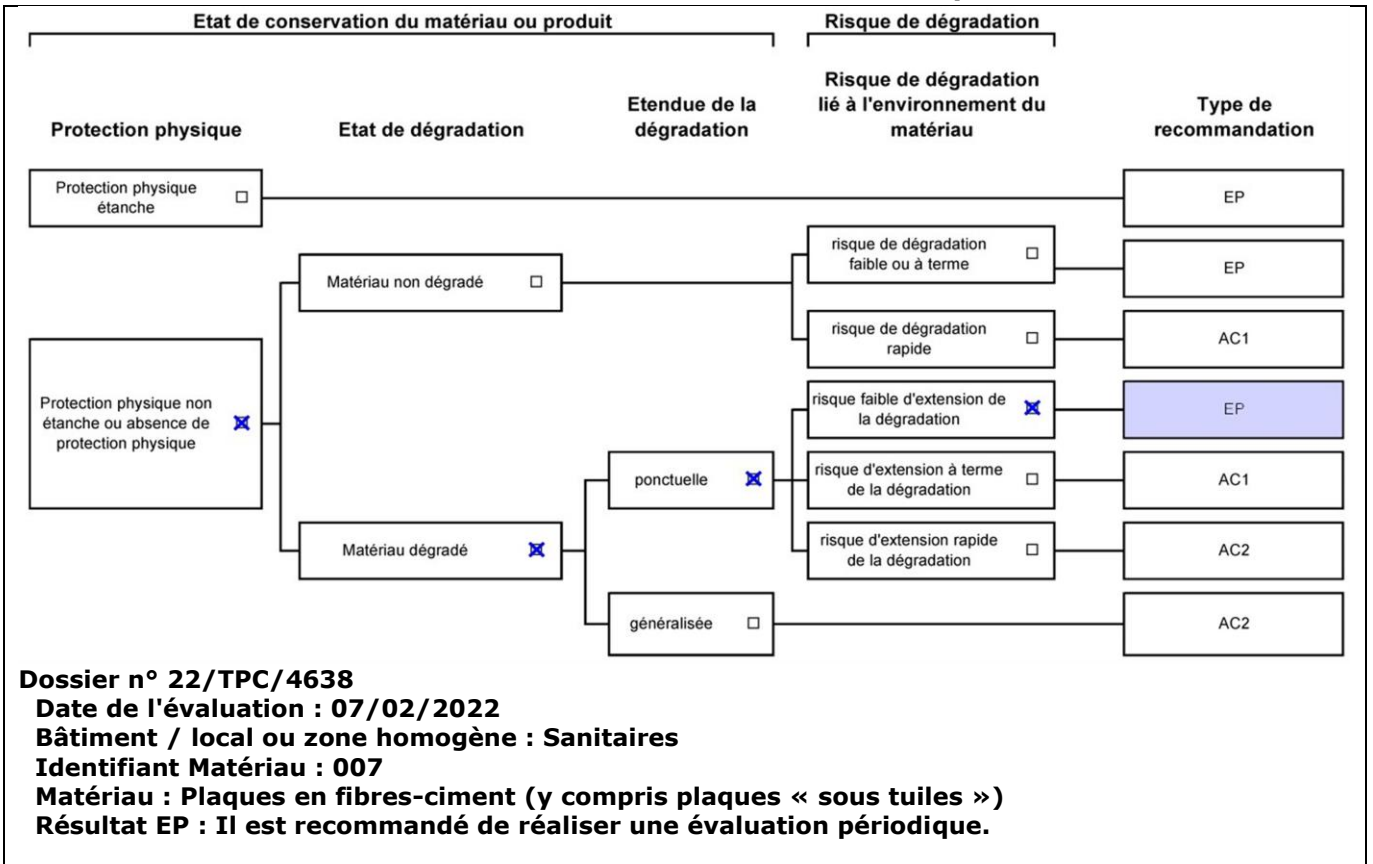 Etat de conservation du matériau ou produit
Risque de dégradation
Protection physique
Etat de dégradation
Etendue de la
dégradation
Risque de dégradation
lié à l'environnement du
matériau
Type de
recommandation
Protection physique
étanche
EP
risque de dégradation
faible ou à terme
EP
Matériau non dégradé
risque de dégradation
rapide
AC1
Protection physique non
étanche ou absence de
protection physique
risque faible d'extension de
la dégradation
EP
ponctuelle
risque d'extension à terme
de la dégradation
AC1
Matériau dégradé
risque d'extension rapide
de la dégradation
AC2
généralisée
AC2
Dossier n° 22/TPC/4638
Date de l'évaluation : 07/02/2022
Bâtiment / local ou zone homogène : Sanitaires
Identifiant Matériau : 007
Matériau : Plaques en fibres-ciment (y compris plaques « sous tuiles »)
Résultat EP : Il est recommandé de réaliser une évaluation périodique.